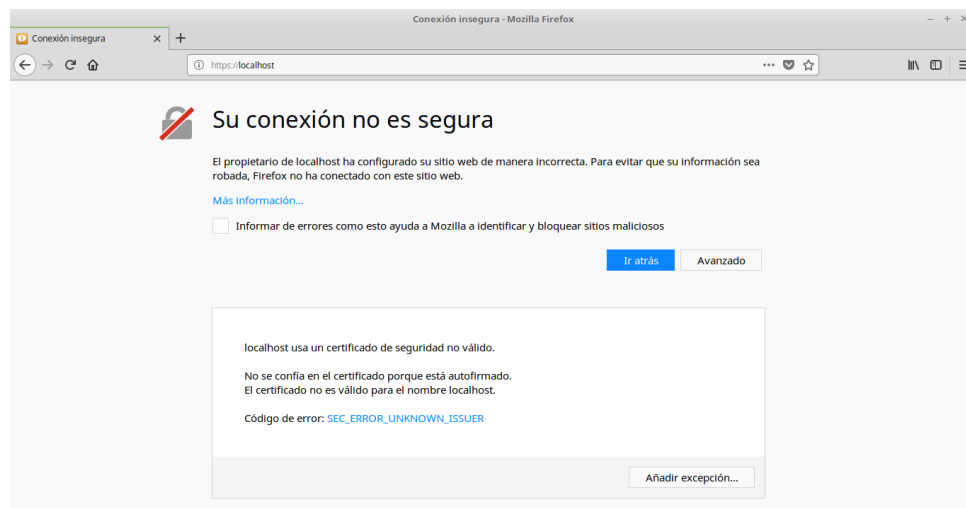 Conexión insegura - Mozilla Firefox
Conexión insegura
https://localhost
Su conexión no es segura
El propietario de localhost ha configurado su sitio web de manera incorrecta. Para evitar que su información sea
robada, Firefox no ha conectado con este sitio web.
Más información...
Informar de errores como esto ayuda a Mozilla a identificar y bloquear sitios maliciosos
Ir atrás Avanzado
localhost usa un certificado de seguridad no válido.
No se confía en el certificado porque está autofirmado.
El certificado no es válido para el nombre localhost.
Código de error: SEC_ERROR_UNKNOWN_ISSUER
Añadir excepción...